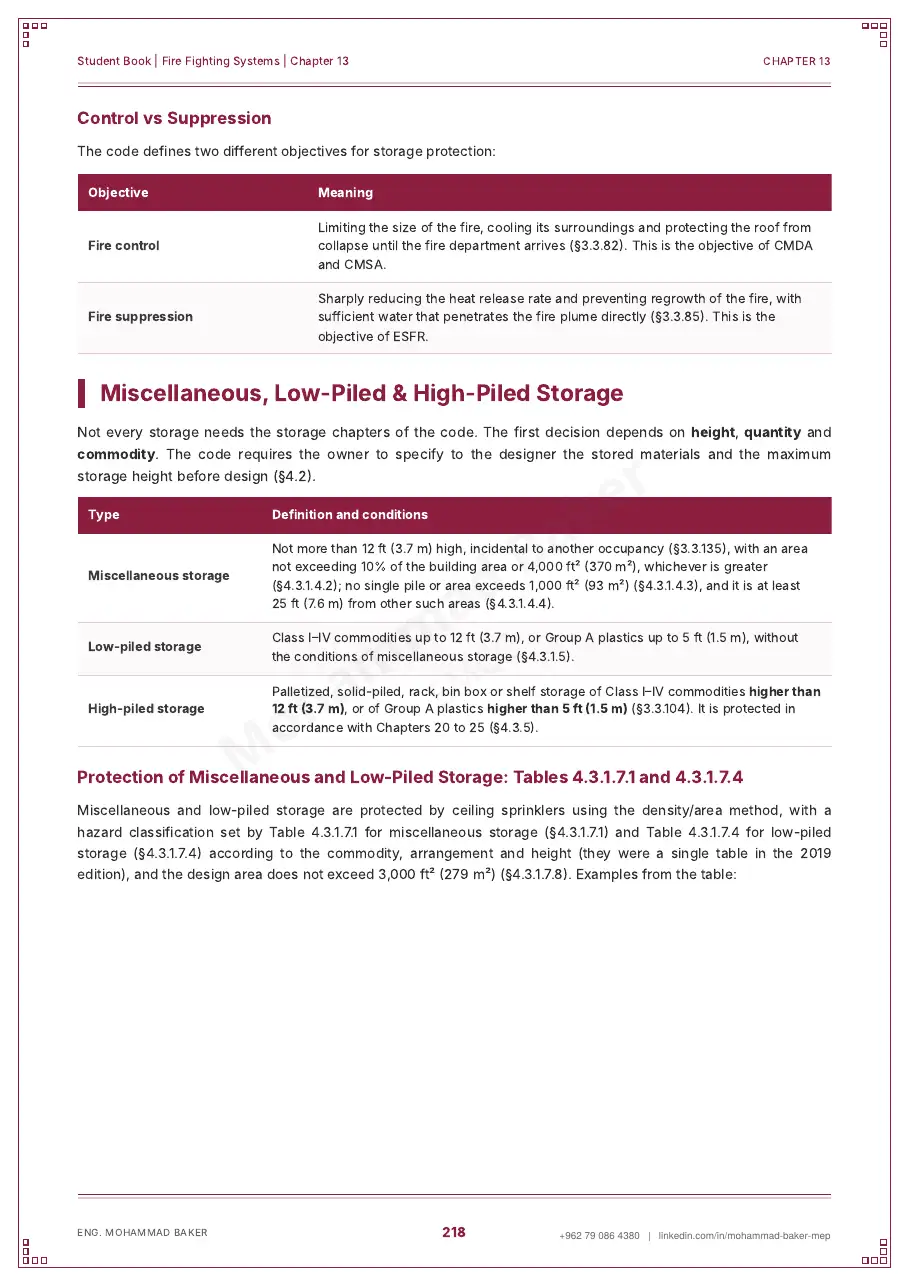 Student Book | Fire Fighting Systems | Chapter 13
CHAPTER 13
Control vs Suppression
The code defines two different objectives for storage protection:
Objective
Meaning
Fire control
Limiting the size of the fire, cooling its surroundings and protecting the roof from
collapse until the fire department arrives (§3.3.82). This is the objective of CMDA
and CMSA.
Fire suppression
Sharply reducing the heat release rate and preventing regrowth of the fire, with
sufficient water that penetrates the fire plume directly (§3.3.85). This is the
objective of ESFR.
Miscellaneous, Low-Piled & High-Piled Storage
Not every storage needs the storage chapters of the code. The first decision depends on height, quantity and
commodity. The code requires the owner to specify to the designer the stored materials and the maximum
storage height before design (§4.2).
Type
Definition and conditions
Miscellaneous storage
Not more than 12 ft (3.7 m) high, incidental to another occupancy (§3.3.135), with an area
not exceeding 10% of the building area or 4,000 ft² (370 m²), whichever is greater
(§4.3.1.4.2); no single pile or area exceeds 1,000 ft² (93 m²) (§4.3.1.4.3), and it is at least
25 ft (7.6 m) from other such areas (§4.3.1.4.4).
Low-piled storage
Class I–IV commodities up to 12 ft (3.7 m), or Group A plastics up to 5 ft (1.5 m), without
the conditions of miscellaneous storage (§4.3.1.5).
High-piled storage
Palletized, solid-piled, rack, bin box or shelf storage of Class I–IV commodities higher than
12 ft (3.7 m), or of Group A plastics higher than 5 ft (1.5 m) (§3.3.104). It is protected in
accordance with Chapters 20 to 25 (§4.3.5).
Protection of Miscellaneous and Low-Piled Storage: Tables 4.3.1.7.1 and 4.3.1.7.4
Miscellaneous and low-piled storage are protected by ceiling sprinklers using the density/area method, with a
hazard classification set by Table 4.3.1.7.1 for miscellaneous storage (§4.3.1.7.1) and Table 4.3.1.7.4 for low-piled
storage (§4.3.1.7.4) according to the commodity, arrangement and height (they were a single table in the 2019
edition), and the design area does not exceed 3,000 ft² (279 m²) (§4.3.1.7.8). Examples from the table:
ENG. MOHAMMAD BAKER
218
+962 79 086 4380 | linkedin.com/in/mohammad-baker-mep